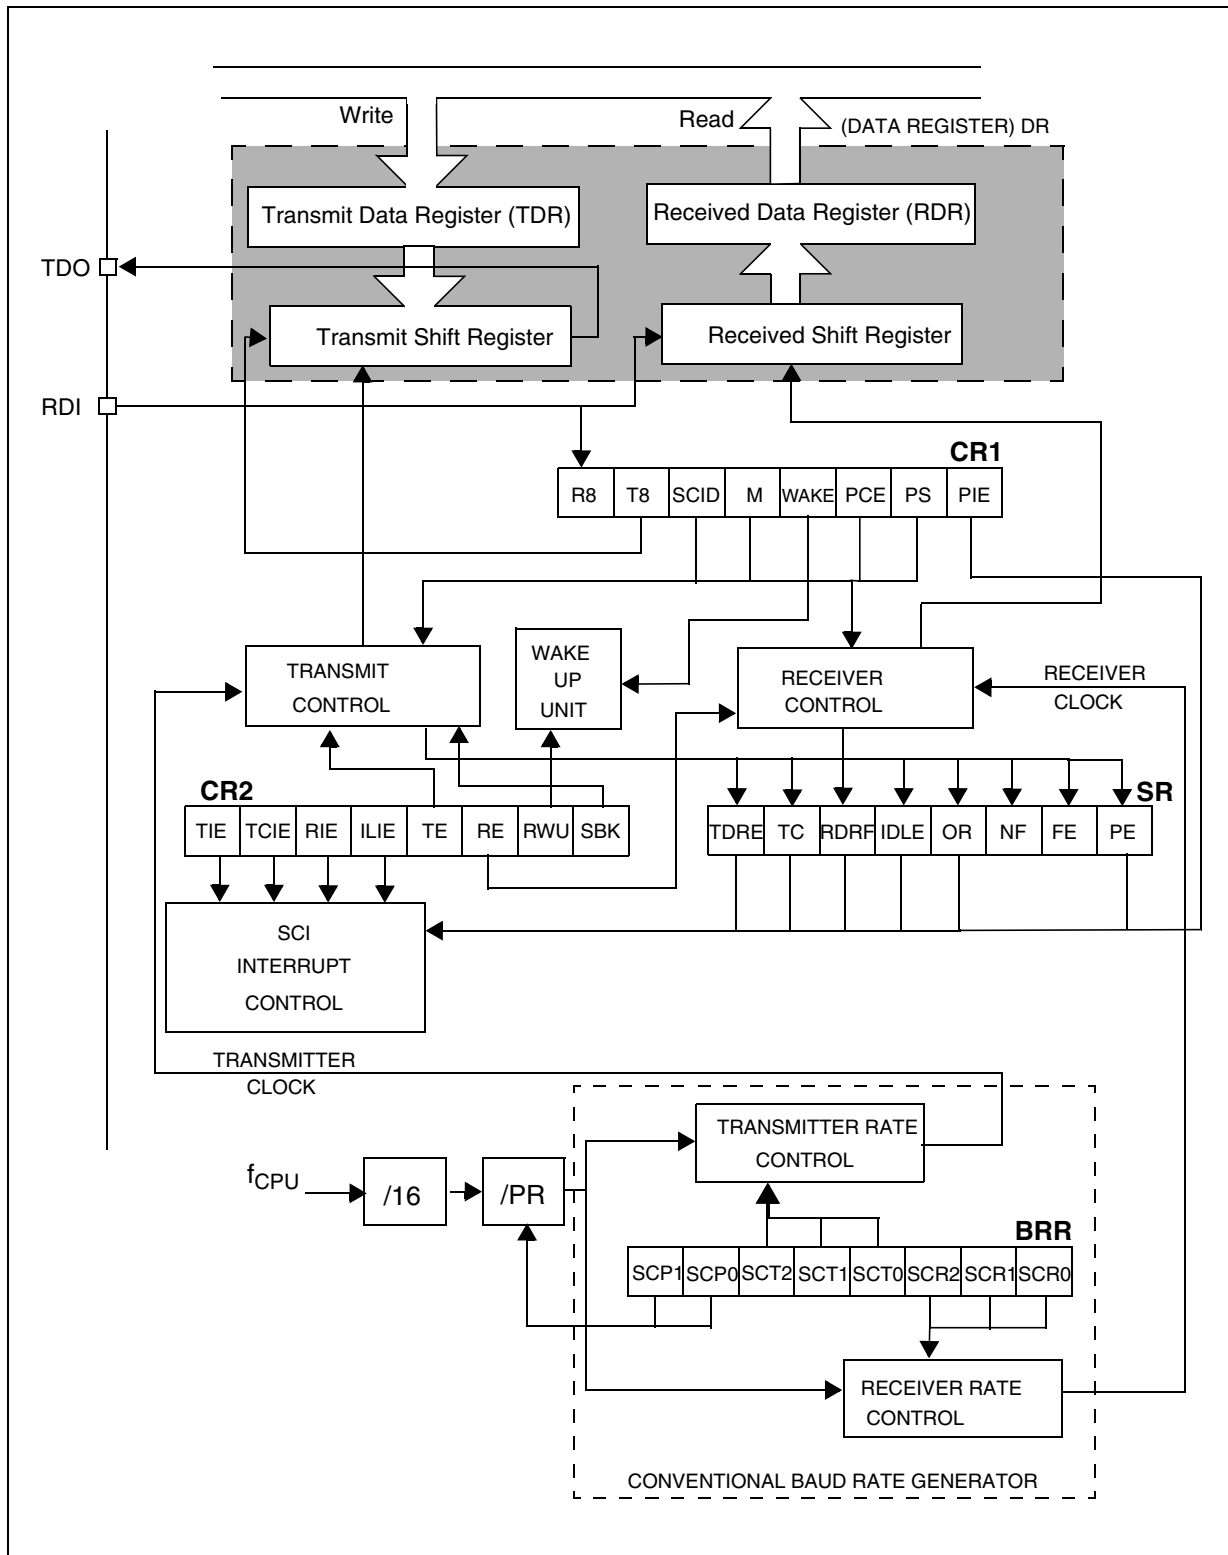 Write
Read
(DATA REGISTER) DR
Transmit Data Register (TDR)
Received Data Register (RDR)
TDO
Transmit Shift Register
Received Shift Register
RDI
CR1
R8 T8 SCID M WAKE PCE PS PIE
TRANSMIT
CONTROL
WAKE
UP
UNIT
RECEIVER
CONTROL
RECEIVER
CLOCK
CR2
TIE TCIE RIE ILIE TE RE RWU SBK
SR
TDRE TC RDRF IDLE OR NF FE PE
SCI
INTERRUPT
CONTROL
TRANSMITTER
CLOCK
TRANSMITTER RATE
CONTROL
fCPU
/16
/PR
BRR
SCP1 SCP0 SCT2 SCT1 SCT0 SCR2 SCR1 SCR0
RECEIVER RATE
CONTROL
CONVENTIONAL BAUD RATE GENERATOR